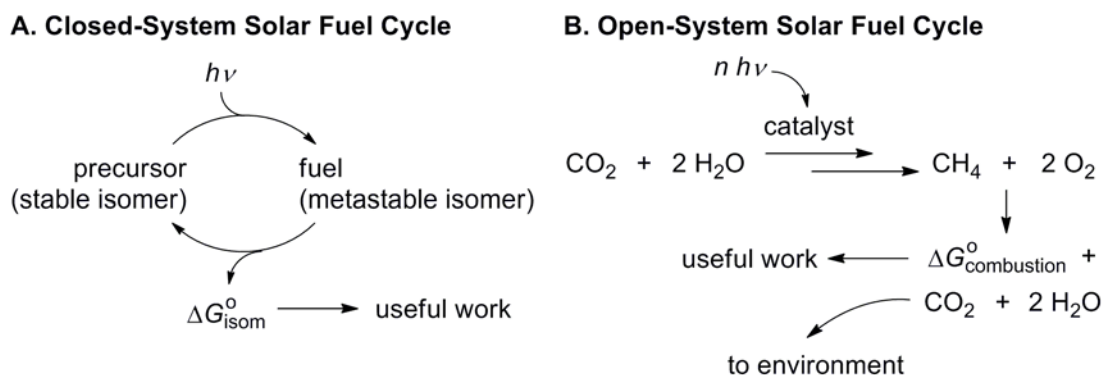 A. Closed-System Solar Fuel Cycle
hν
precursor
(stable isomer)
fuel
(metastable isomer)
ΔG°isom
useful work
B. Open-System Solar Fuel Cycle
n hν
catalyst
CO2 + 2 H2O
CH4 + 2 O2
useful work
ΔG°combustion +
CO2 + 2 H2O
to environment